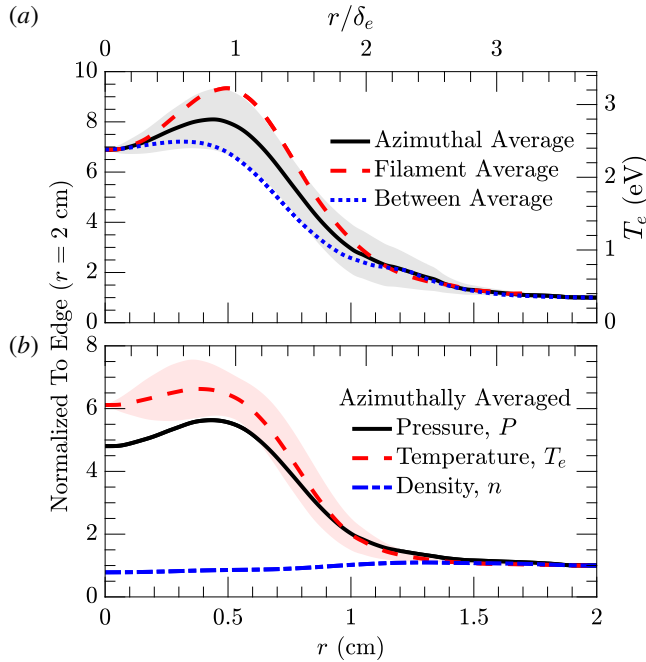 (a)
r/δe
0 1 2 3
10
8
6
4
2
0
Azimuthal Average
Filament Average
Between Average
3
2
1
0
Te (eV)
Normalized To Edge (r = 2 cm)
(b)
8
6
4
2
0
Azimuthally Averaged
Pressure, P
Temperature, Te
Density, n
0 0.5 1 1.5 2
r (cm)